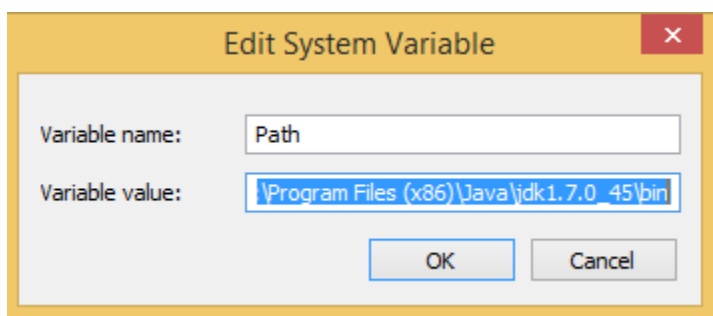 Edit System Variable
Variable name:
Path
Variable value:
:\Program Files (x86)\Java\jdk1.7.0_45\bin
OK
Cancel